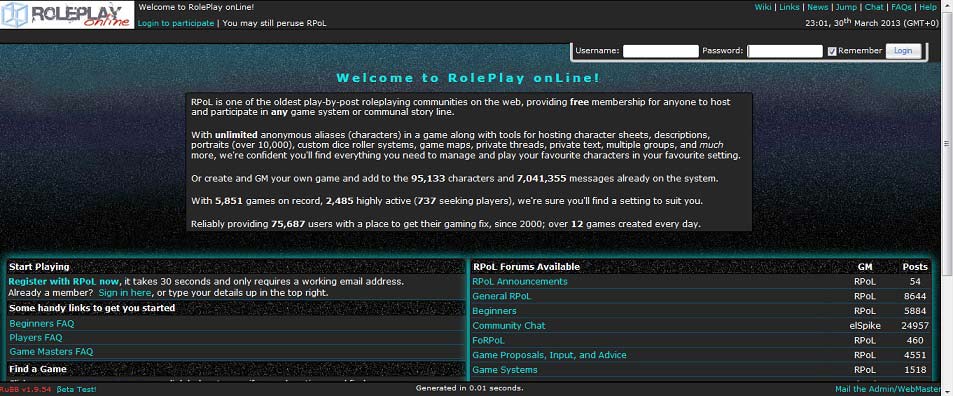 ROLEPLAY
online
Welcome to RolePlay onLine!
Login to participate | You may still peruse RPoL
Wiki | Links | News | Jump | Chat | FAQs | Help
23:01, 30th March 2013 (GMT+0)
Username: Password: Remember Login
Welcome to RolePlay onLine!
RPoL is one of the oldest play-by-post roleplaying communities on the web, providing free membership for anyone to host
and participate in any game system or communal story line.
With unlimited anonymous aliases (characters) in a game along with tools for hosting character sheets, descriptions,
portraits (over 10,000), custom dice roller systems, game maps, private threads, private text, multiple groups, and much
more, we're confident you'll find everything you need to manage and play your favourite characters in your favourite setting.
Or create and GM your own game and add to the 95,133 characters and 7,041,355 messages already on the system.
With 5,851 games on record, 2,485 highly active (737 seeking players), we're sure you'll find a setting to suit you.
Reliably providing 75,687 users with a place to get their gaming fix, since 2000; over 12 games created every day.
Start Playing
Register with RPoL now, it takes 30 seconds and only requires a working email address.
Already a member? Sign in here, or type your details up in the top right.
Some handy links to get you started
Beginners FAQ
Players FAQ
Game Masters FAQ
Find a Game
RPoL Forums Available GM Posts
RPoL Announcements RPoL 54
General RPoL RPoL 8644
Beginners RPoL 5884
Community Chat elSpike 24957
FoRPoL RPoL 460
Game Proposals, Input, and Advice RPoL 4551
Game Systems RPoL 1518
RuBB v1.9.54 βeta Test!
Generated in 0.01 seconds.
Mail the Admin/WebMaster